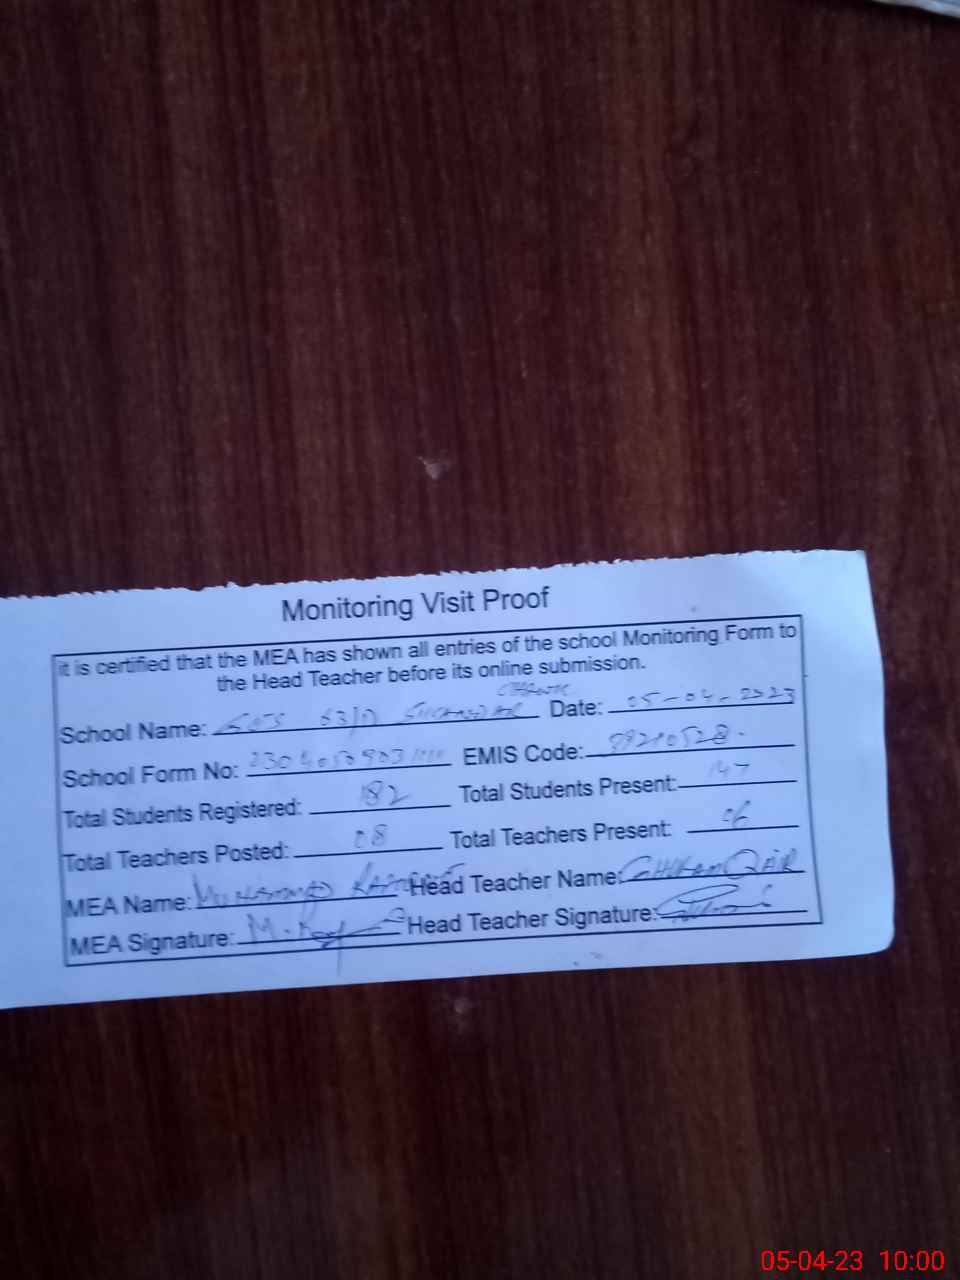 Monitoring Visit Proof
it is certified that the MEA has shown all entries of the school Monitoring Form to
the Head Teacher before its online submission.
School Name: 63/D Date: 05-04-2023
School Form No: EMIS Code:
Total Students Registered: 182 Total Students Present: 147
Total Teachers Posted: 08 Total Teachers Present: 06
MEA Name: MUHAMMAD Head Teacher Name:
MEA Signature: Head Teacher Signature:
05-04-23 10:00